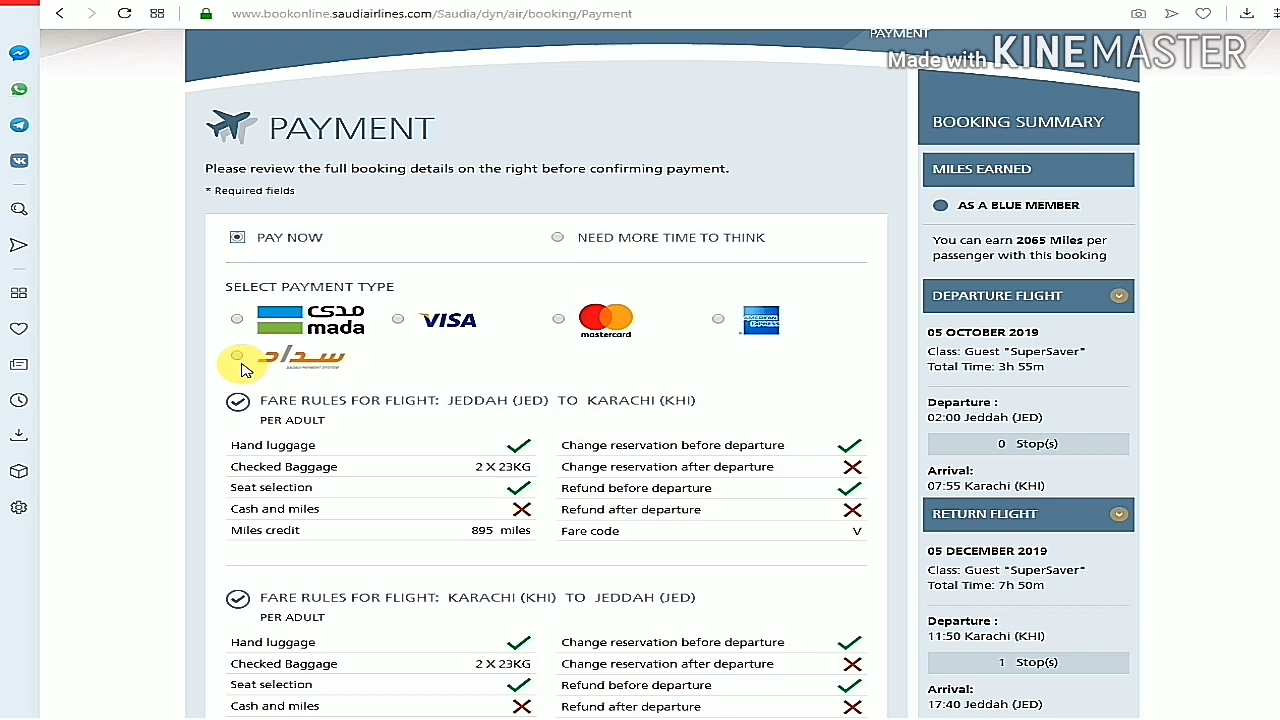 www.bookonline.saudiairlines.com/Saudia/dyn/air/booking/Payment
PAYMENT
Made with KINEMASTER
PAYMENT
Please review the full booking details on the right before confirming payment.
* Required fields
PAY NOW
NEED MORE TIME TO THINK
SELECT PAYMENT TYPE
مدى
mada
VISA
mastercard
AMERICAN EXPRESS
سداد
SADAD PAYMENT SYSTEM
FARE RULES FOR FLIGHT: JEDDAH (JED) TO KARACHI (KHI)
PER ADULT
Hand luggage
Checked Baggage 2 X 23KG
Seat selection
Cash and miles
Miles credit 895 miles
Change reservation before departure
Change reservation after departure
Refund before departure
Refund after departure
Fare code V
FARE RULES FOR FLIGHT: KARACHI (KHI) TO JEDDAH (JED)
PER ADULT
Hand luggage
Checked Baggage 2 X 23KG
Seat selection
Cash and miles
Change reservation before departure
Change reservation after departure
Refund before departure
Refund after departure
BOOKING SUMMARY
MILES EARNED
AS A BLUE MEMBER
You can earn 2065 Miles per
passenger with this booking
DEPARTURE FLIGHT
05 OCTOBER 2019
Class: Guest "SuperSaver"
Total Time: 3h 55m
Departure :
02:00 Jeddah (JED)
0 Stop(s)
Arrival:
07:55 Karachi (KHI)
RETURN FLIGHT
05 DECEMBER 2019
Class: Guest "SuperSaver"
Total Time: 7h 50m
Departure :
11:50 Karachi (KHI)
1 Stop(s)
Arrival:
17:40 Jeddah (JED)